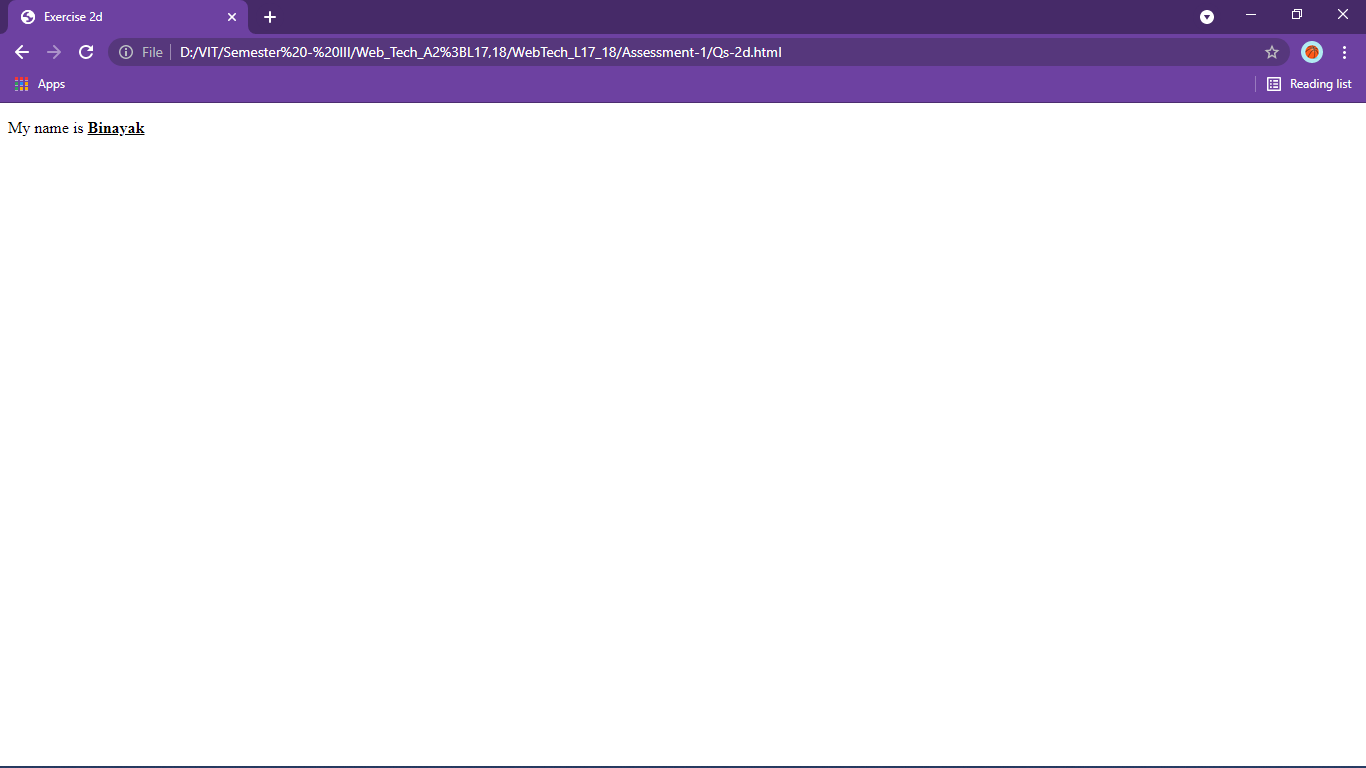 Exercise 2d
File D:/VIT/Semester%20-%20III/Web_Tech_A2%3BL17,18/WebTech_L17_18/Assessment-1/Qs-2d.html
Apps Reading list
My name is Binayak